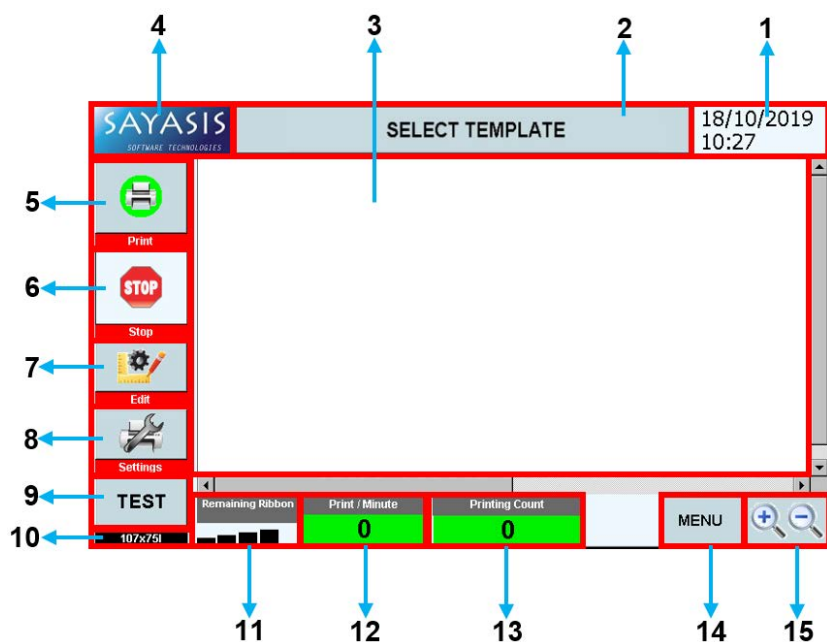 4
3
2
1
SAYASIS
SOFTWARE TECHNOLOGIES
SELECT TEMPLATE
18/10/2019
10:27
5
Print
6
STOP
Stop
7
Edit
8
Settings
9
TEST
10
107x75I
Remaining Ribbon
Print / Minute
0
Printing Count
0
MENU
11
12
13
14
15